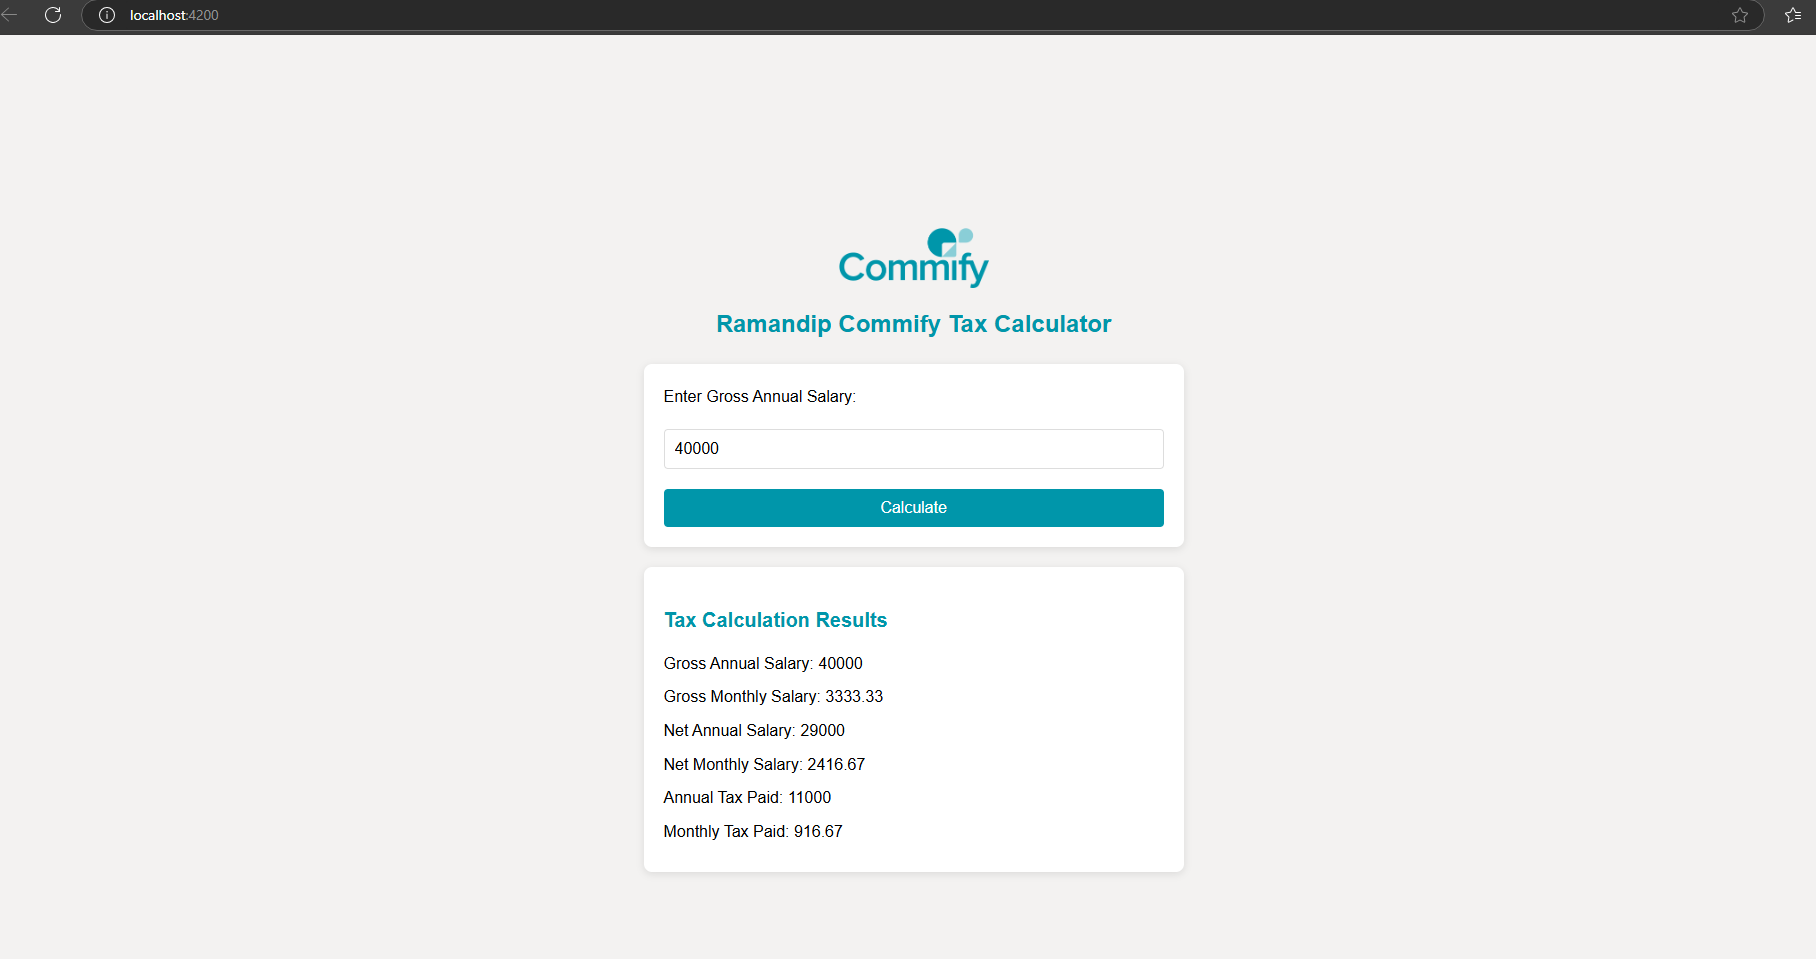 localhost:4200
Commify
Ramandip Commify Tax Calculator
Enter Gross Annual Salary:
40000
Calculate
Tax Calculation Results
Gross Annual Salary: 40000
Gross Monthly Salary: 3333.33
Net Annual Salary: 29000
Net Monthly Salary: 2416.67
Annual Tax Paid: 11000
Monthly Tax Paid: 916.67